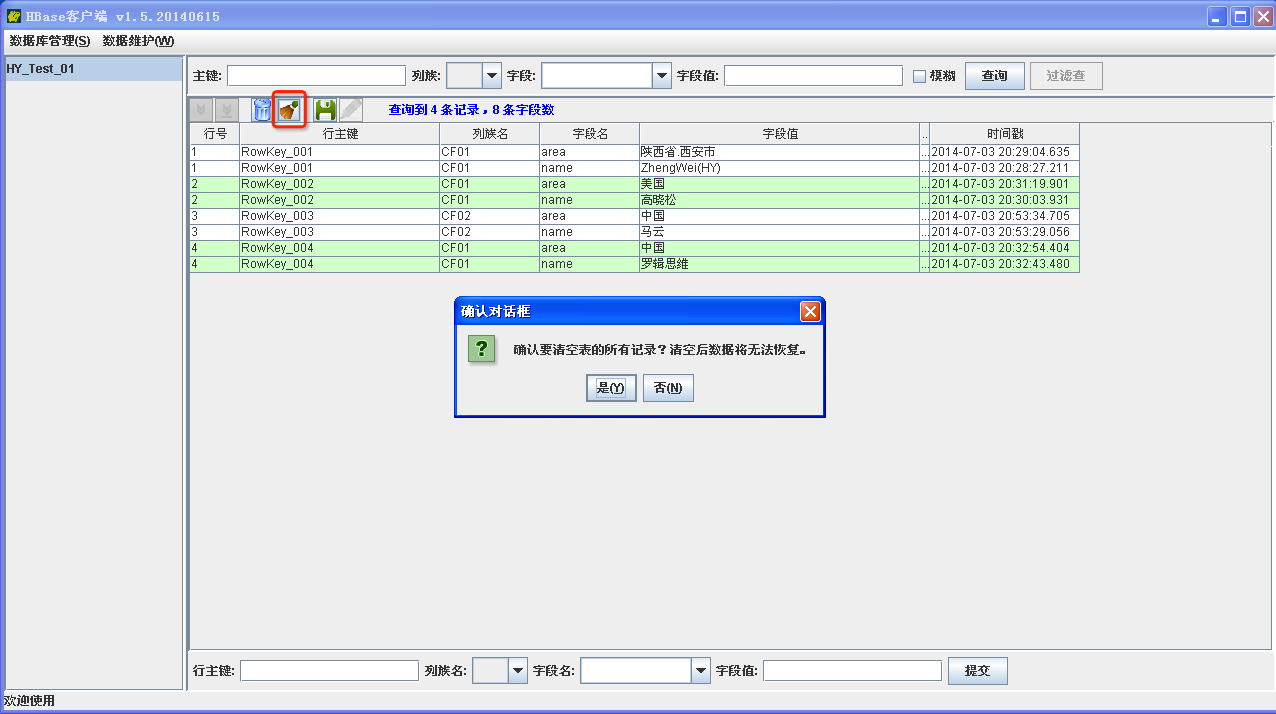 HBase客户端 v1.5.20140615
数据库管理(S) 数据维护(W)
HY_Test_01
主键: 列族: 字段: 字段值: 模糊 查询 过滤查
查询到 4 条记录，8 条字段数
行号 行主键 列族名 字段名 字段值 .. 时间戳
1 RowKey_001 CF01 area 陕西省.西安市 ... 2014-07-03 20:29:04.635
1 RowKey_001 CF01 name ZhengWei(HY) ... 2014-07-03 20:28:27.211
2 RowKey_002 CF01 area 美国 ... 2014-07-03 20:31:19.901
2 RowKey_002 CF01 name 高晓松 ... 2014-07-03 20:30:03.931
3 RowKey_003 CF02 area 中国 ... 2014-07-03 20:53:34.705
3 RowKey_003 CF02 name 马云 ... 2014-07-03 20:53:29.056
4 RowKey_004 CF01 area 中国 ... 2014-07-03 20:32:54.404
4 RowKey_004 CF01 name 罗辑思维 ... 2014-07-03 20:32:43.480
确认对话框
?
确认要清空表的所有记录？清空后数据将无法恢复。
是(Y) 否(N)
行主键: 列族名: 字段名: 字段值: 提交
欢迎使用